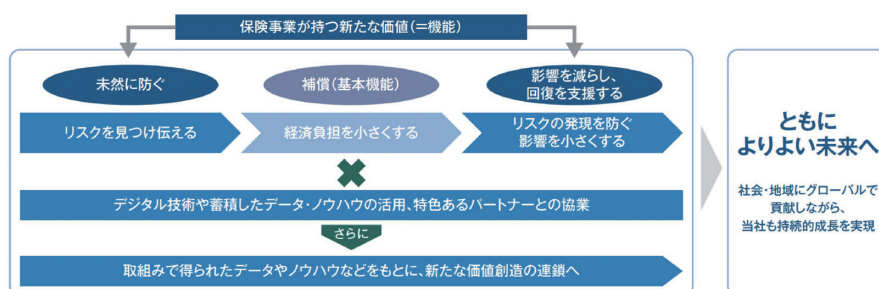 保険事業が持つ新たな価値(=機能)
未然に防ぐ
補償(基本機能)
影響を減らし、
回復を支援する
リスクを見つけ伝える
経済負担を小さくする
リスクの発現を防ぐ
影響を小さくする
デジタル技術や蓄積したデータ・ノウハウの活用、特色あるパートナーとの協業
さらに
取組みで得られたデータやノウハウなどをもとに、新たな価値創造の連鎖へ
ともに
よりよい未来へ
社会・地域にグローバルで
貢献しながら、
当社も持続的成長を実現